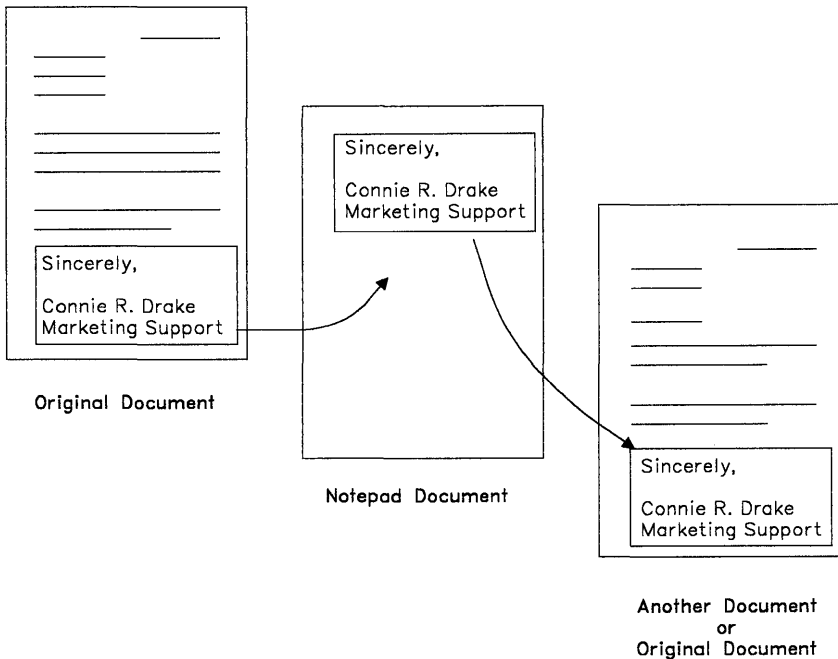 Sincerely,
Connie R. Drake
Marketing Support
Original Document
Sincerely,
Connie R. Drake
Marketing Support
Notepad Document
Sincerely,
Connie R. Drake
Marketing Support
Another Document
or
Original Document